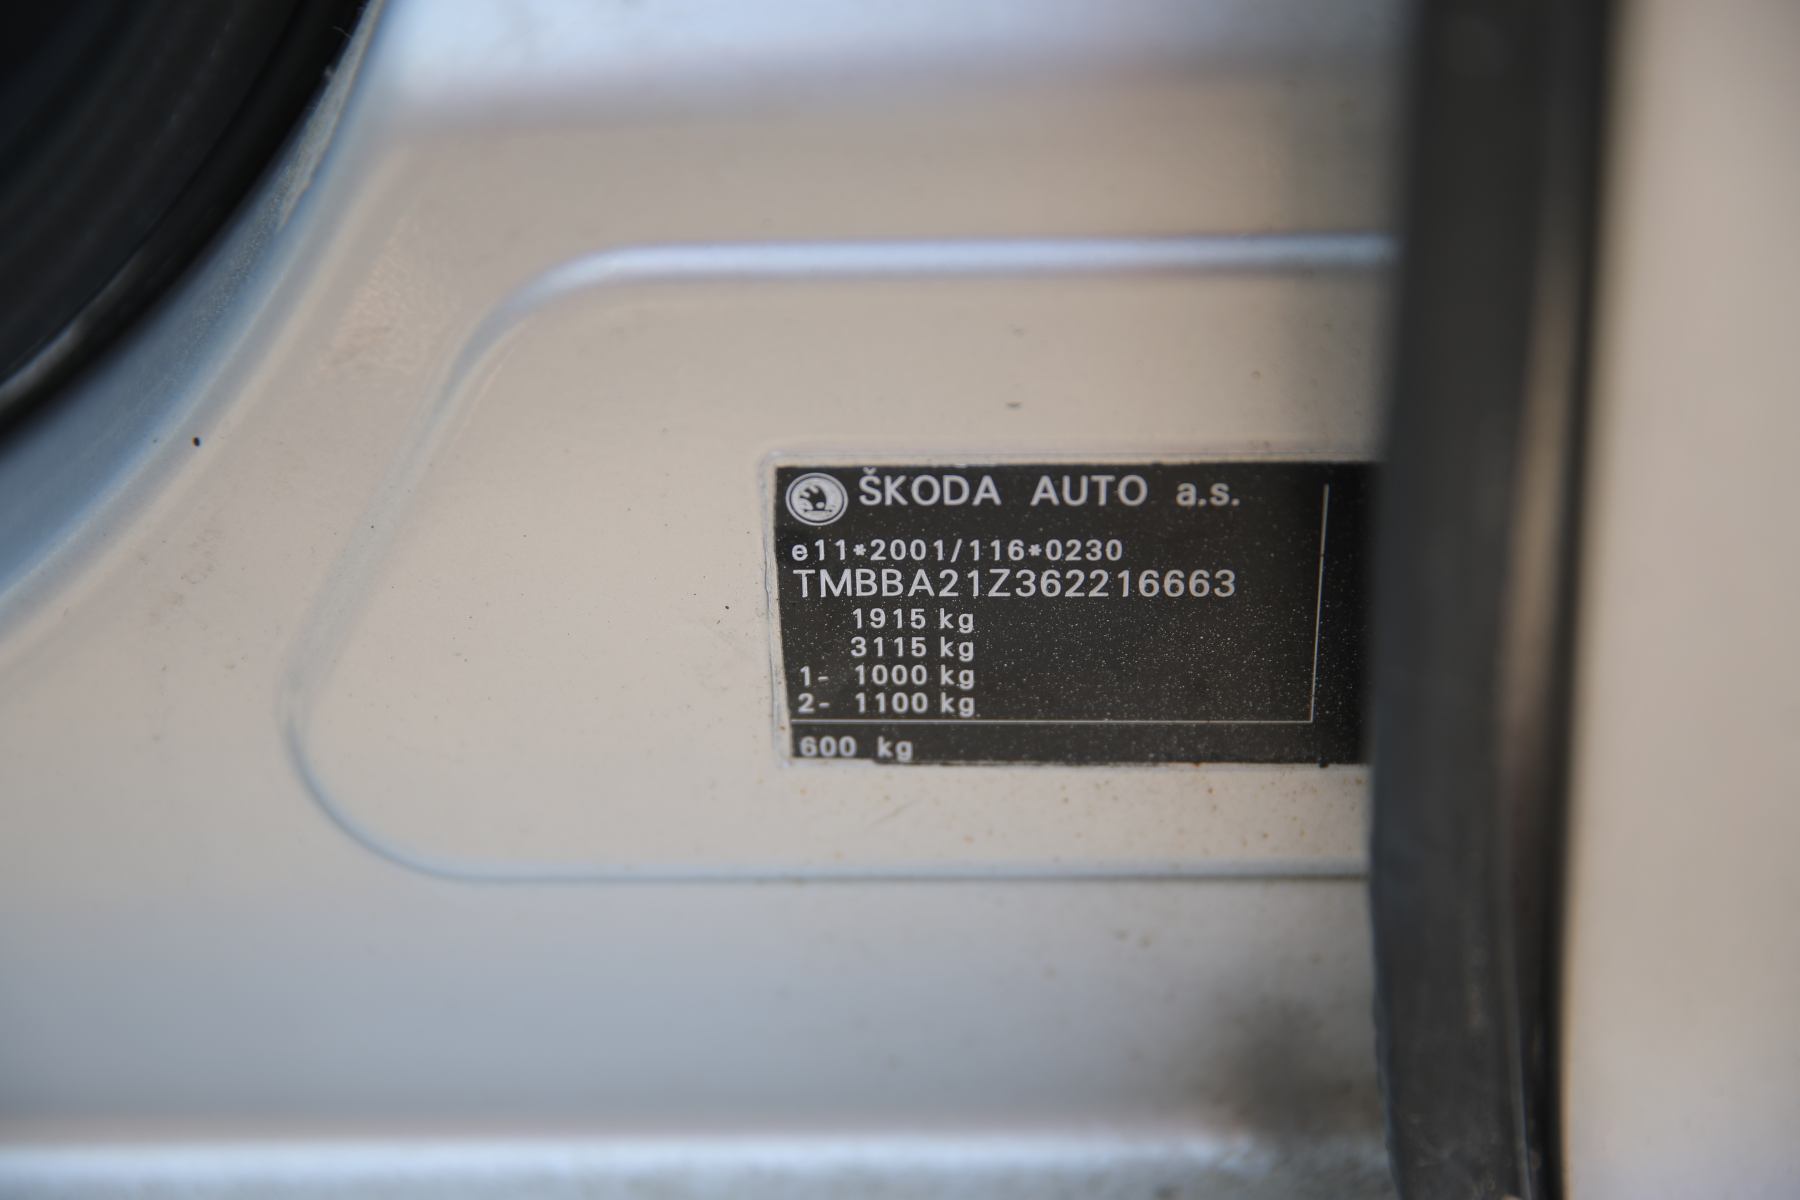 ŠKODA AUTO a.s.
e11*2001/116*0230
TMBBA21Z362216663
1915 kg
3115 kg
1- 1000 kg
2- 1100 kg
600 kg